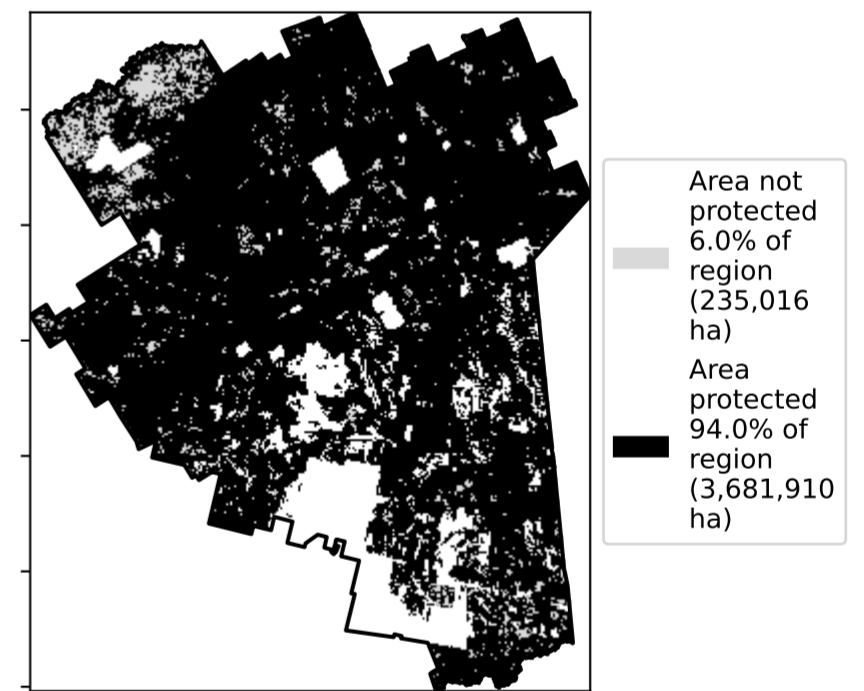 Area not
protected
6.0% of
region
(235,016
ha)
Area
protected
94.0% of
region
(3,681,910
ha)